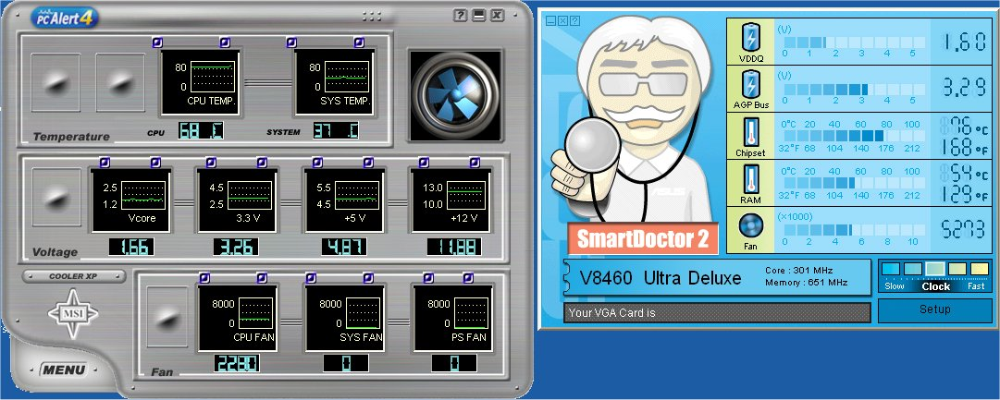 PC Alert 4
80
0
CPU TEMP.
80
0
SYS TEMP.
Temperature
CPU
68 .C
SYSTEM
37 .C
2.5
1.2
Vcore
4.5
2.5
3.3 V
5.5
4.5
+5 V
13.0
10.0
+12 V
Voltage
1.66
3.26
4.87
11.88
COOLER XP
MSI
MENU
8000
0
CPU FAN
8000
0
SYS FAN
8000
0
PS FAN
Fan
2280
0
0
ASUS
SmartDoctor 2
VDDQ
(V)
0 1 2 3 4 5
1.60
AGP Bus
(V)
0 1 2 3 4 5
3.29
Chipset
0°C 20 40 60 80 100
32°F 68 104 140 176 212
76 °C
168 °F
RAM
0°C 20 40 60 80 100
32°F 68 104 140 176 212
54 °C
129 °F
Fan
(×1000)
0 2 4 6 8 10
5273
V8460 Ultra Deluxe
Core : 301 MHz
Memory : 651 MHz
Slow Clock Fast
Your VGA Card is
Setup